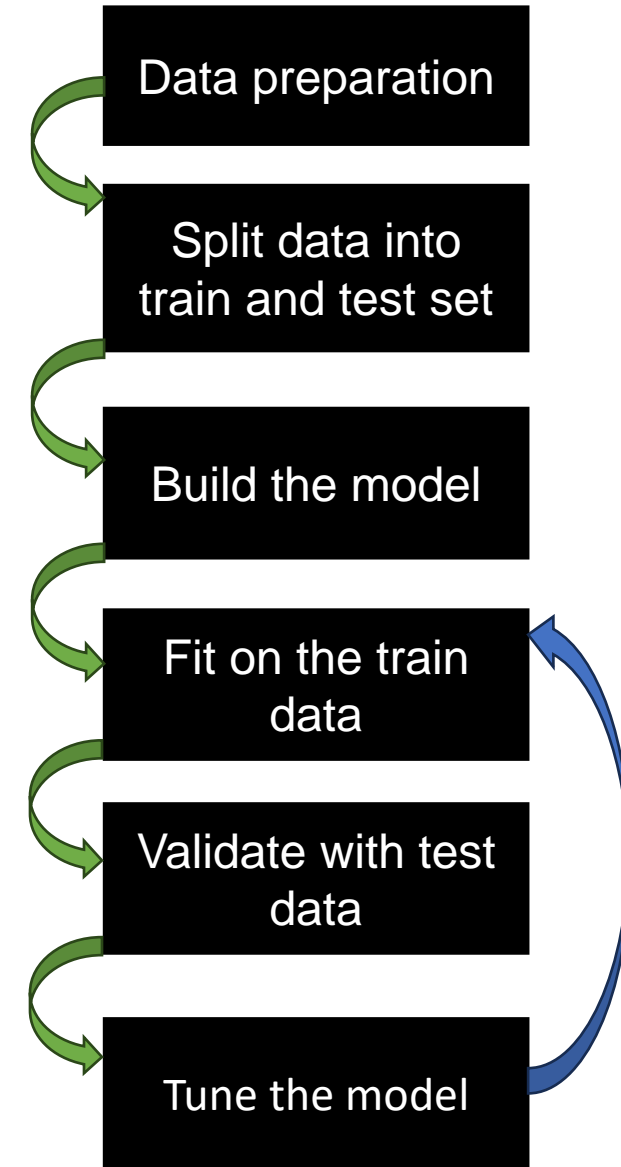 Data preparation
Split data into
train and test set
Build the model
Fit on the train
data
Validate with test
data
Tune the model